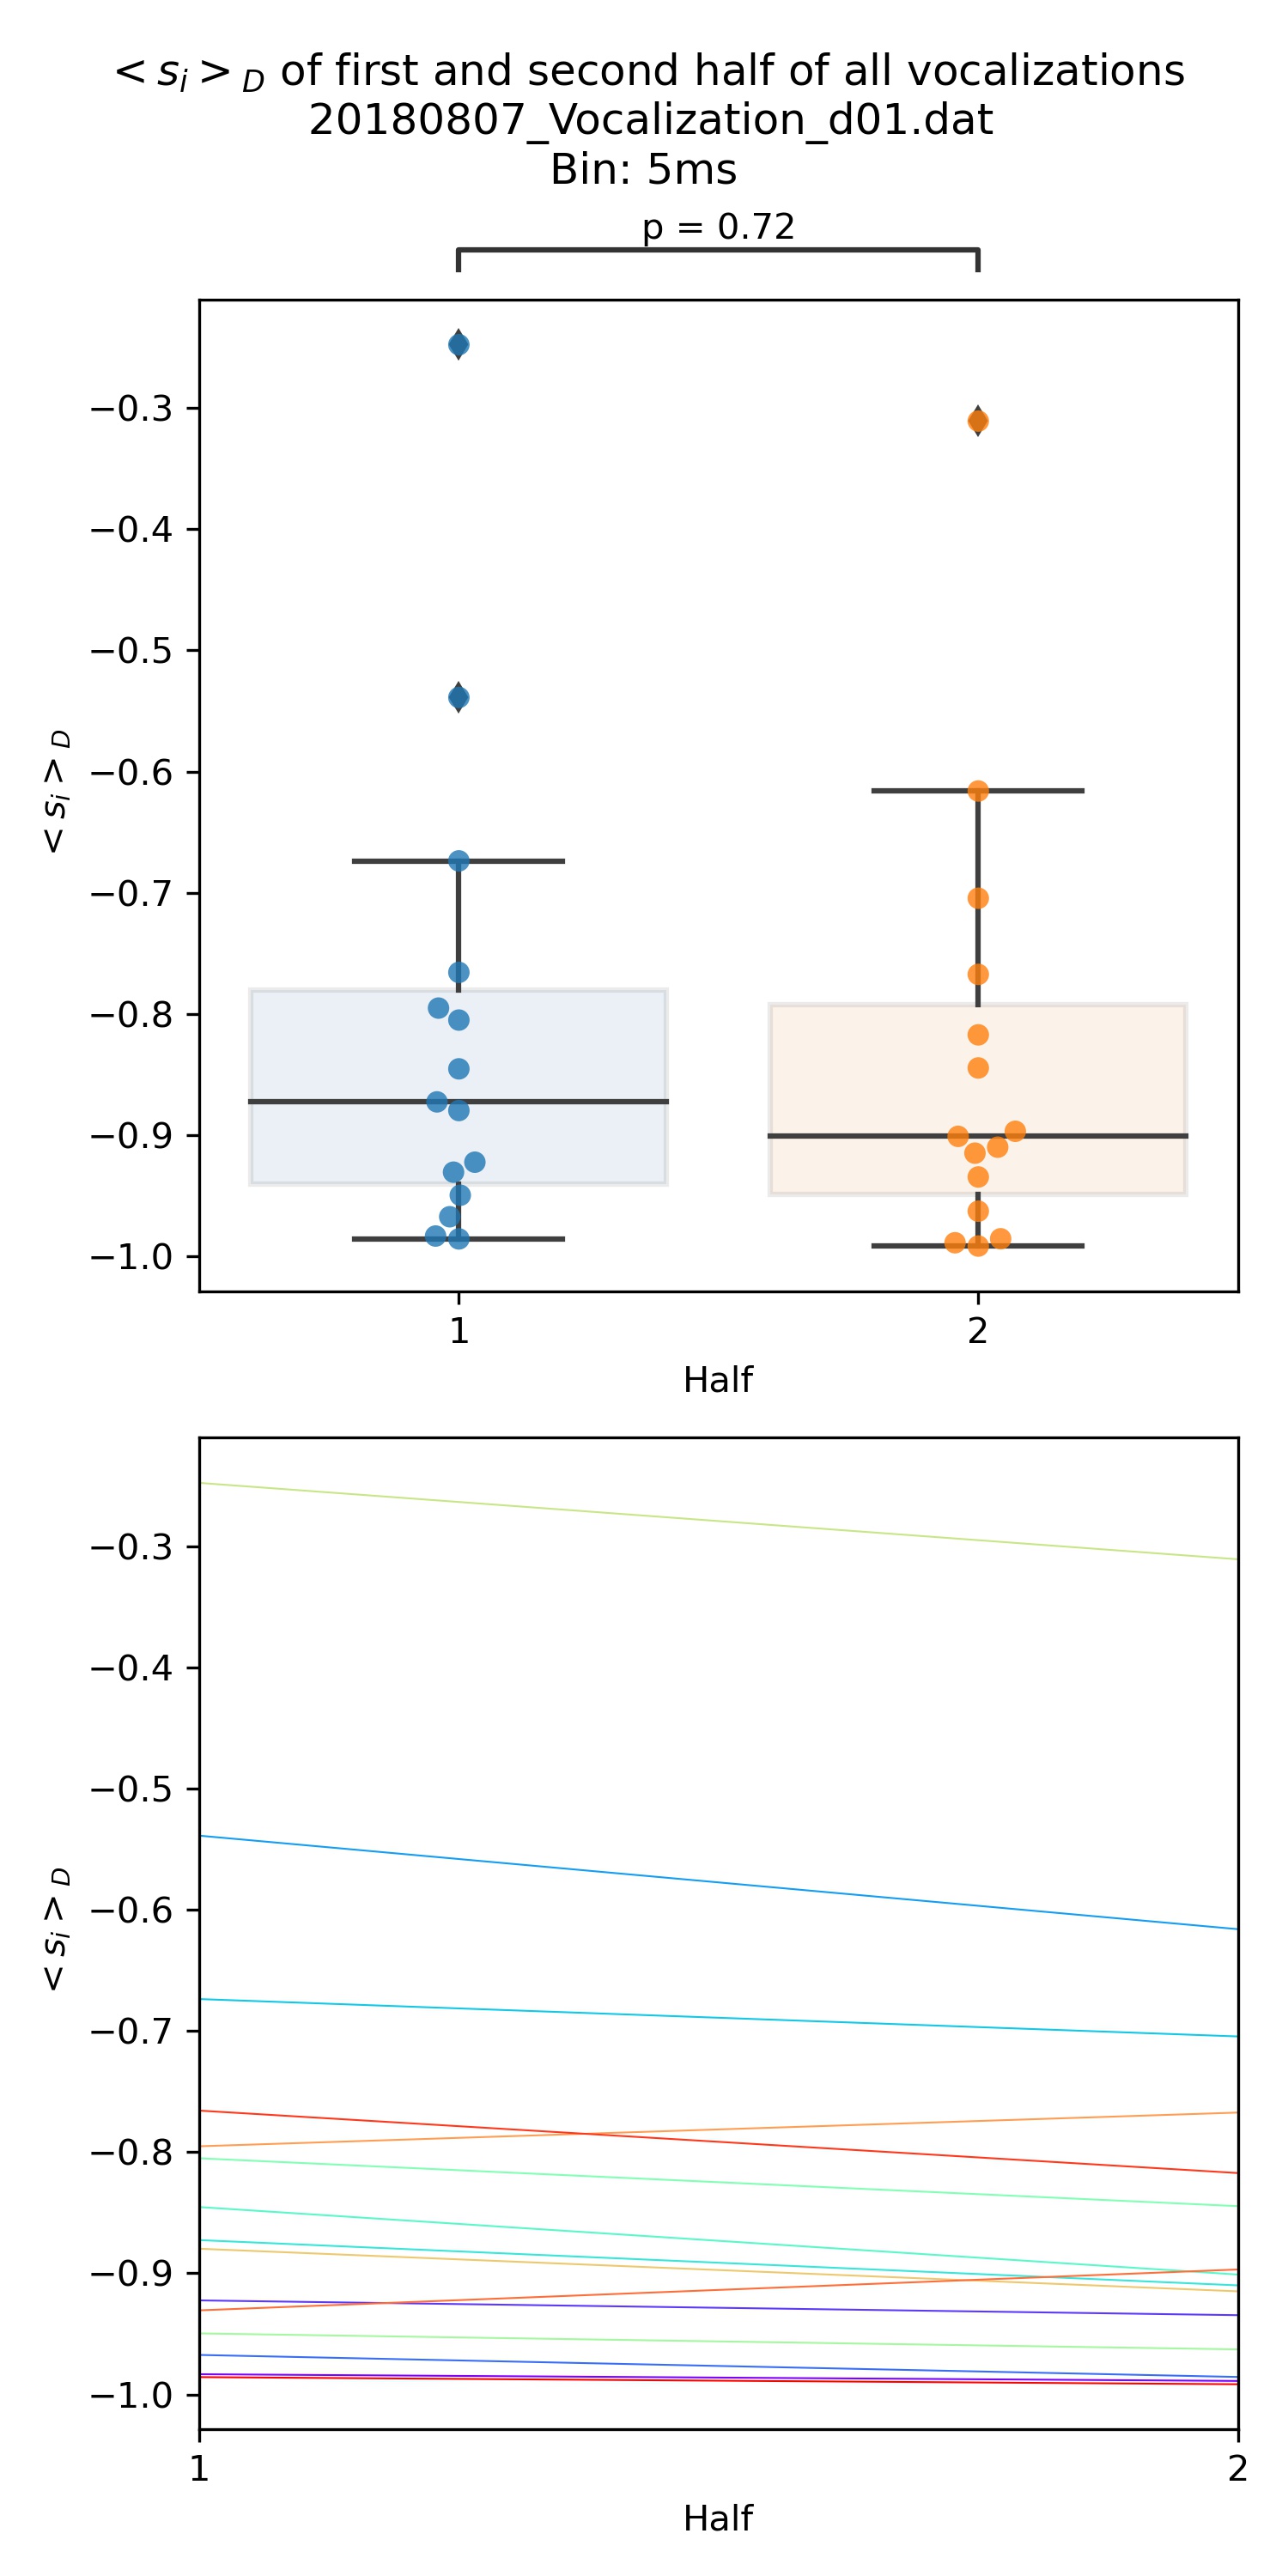 < s_i >_D of first and second half of all vocalizations
20180807_Vocalization_d01.dat
Bin: 5ms
p = 0.72
< s_i >_D
−0.3
−0.4
−0.5
−0.6
−0.7
−0.8
−0.9
−1.0
1 2
Half
< s_i >_D
−0.3
−0.4
−0.5
−0.6
−0.7
−0.8
−0.9
−1.0
1 2
Half